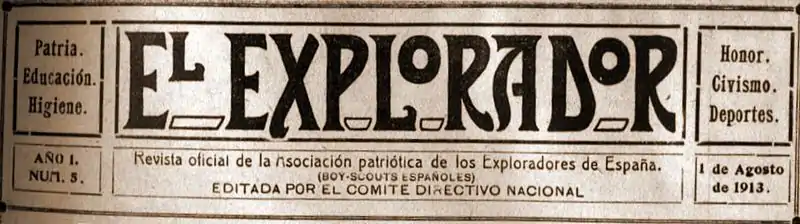 Patria.
Educación.
Higiene.
EL EXPLORADOR
Honor.
Civismo.
Deportes.
AÑO I.
NUM. 5.
Revista oficial de la Asociación patriótica de los Exploradores de España.
(BOY-SCOUTS ESPAÑOLES)
EDITADA POR EL COMITE DIRECTIVO NACIONAL
1 de Agosto
de 1913.